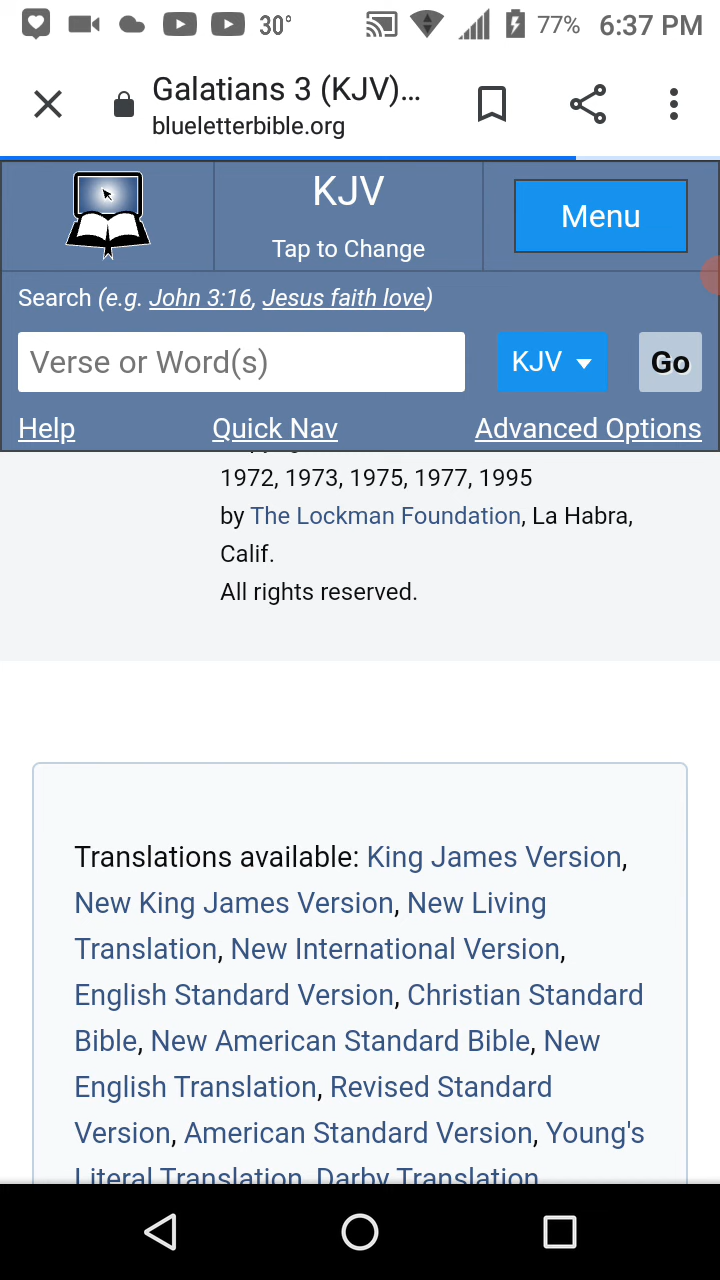 30° 77% 6:37 PM
Galatians 3 (KJV)...
blueletterbible.org
KJV
Tap to Change
Menu
Search (e.g. John 3:16, Jesus faith love)
Verse or Word(s)
KJV
Go
Help Quick Nav Advanced Options
1972, 1973, 1975, 1977, 1995
by The Lockman Foundation, La Habra,
Calif.
All rights reserved.
Translations available: King James Version,
New King James Version, New Living
Translation, New International Version,
English Standard Version, Christian Standard
Bible, New American Standard Bible, New
English Translation, Revised Standard
Version, American Standard Version, Young's
Literal Translation, Darby Translation